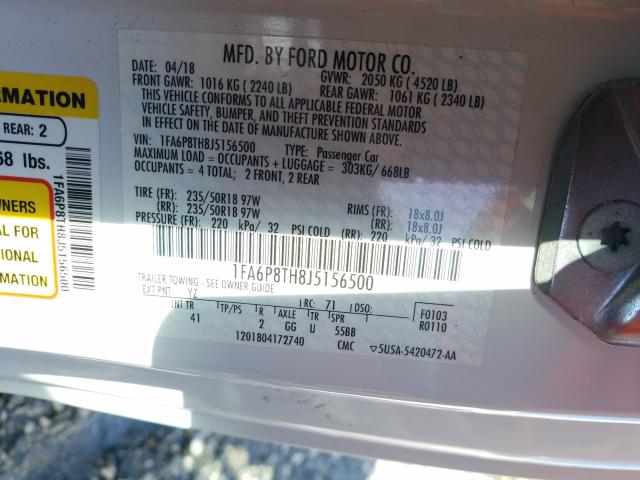 RMATION
REAR: 2
68 lbs.
WNERS
AL FOR
TIONAL
1FA6P8TH8J5156500
MFD. BY FORD MOTOR CO.
DATE: 04/18 GVWR: 2050 KG ( 4520 LB)
FRONT GAWR: 1016 KG ( 2240 LB) REAR GAWR: 1061 KG ( 2340 LB)
THIS VEHICLE CONFORMS TO ALL APPLICABLE FEDERAL MOTOR
VEHICLE SAFETY, BUMPER, AND THEFT PREVENTION STANDARDS
IN EFFECT ON THE DATE OF MANUFACTURE SHOWN ABOVE.
VIN: 1FA6P8TH8J5156500 TYPE: Passenger Car
MAXIMUM LOAD = OCCUPANTS + LUGGAGE = 303KG/ 668LB
OCCUPANTS = 4 TOTAL; 2 FRONT, 2 REAR
TIRE (FR): 235/50R18 97W RIMS (FR): 18x8.0J
(RR): 235/50R18 97W (RR): 18x8.0J
PRESSURE (FR): 220 kPa/ 32 PSI COLD (RR): 220 kPa/ 32 PSI COLD
1FA6P8TH8J5156500
TRAILER TOWING - SEE OWNER GUIDE
EXT PNT: YZ RC: 71 DSO: F0103
INT TR TP/PS R AXLE TR SPR R0110
41 2 GG U 55BB
1201804172740 CMC ▽5U5A-5420472-AA